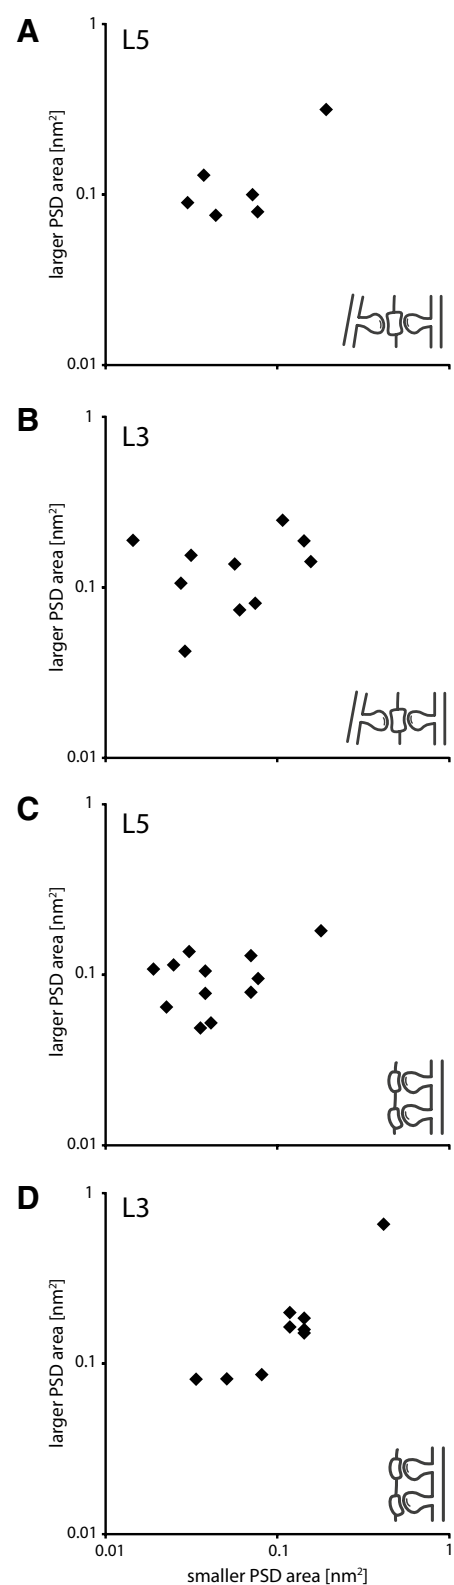 A
L5
1
0.1
0.01
larger PSD area [nm²]
B
L3
1
0.1
0.01
larger PSD area [nm²]
C
L5
1
0.1
0.01
larger PSD area [nm²]
D
L3
1
0.1
0.01
larger PSD area [nm²]
0.01 0.1 1
smaller PSD area [nm²]